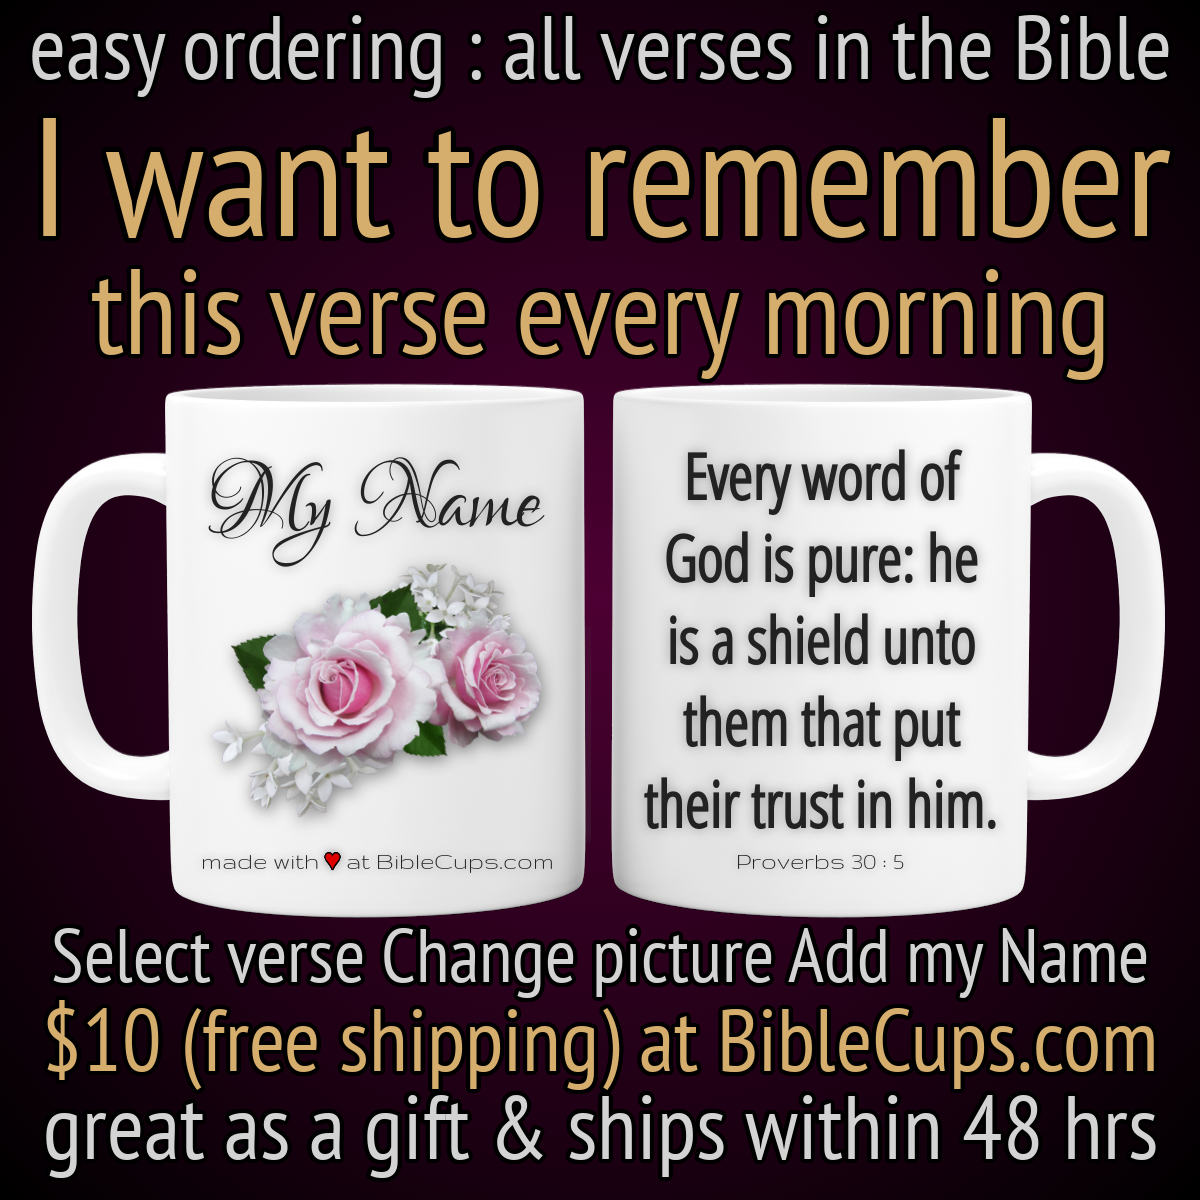 easy ordering : all verses in the Bible
I want to remember
this verse every morning
My Name
made with ♥ at BibleCups.com
Every word of
God is pure: he
is a shield unto
them that put
their trust in him.
Proverbs 30 : 5
Select verse Change picture Add my Name
$10 (free shipping) at BibleCups.com
great as a gift & ships within 48 hrs